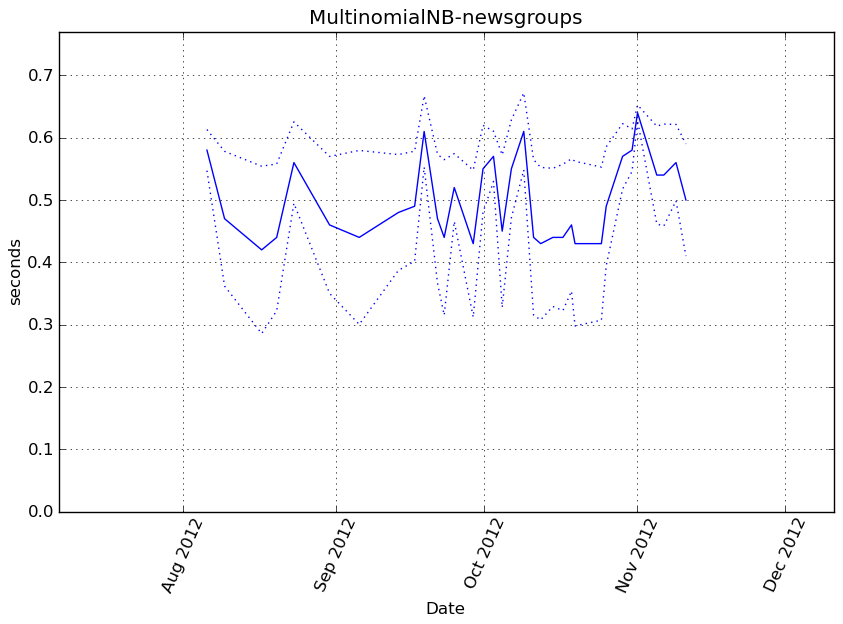 MultinomialNB-newsgroups
0.7
0.6
0.5
0.4
0.3
0.2
0.1
0.0
seconds
Aug 2012
Sep 2012
Oct 2012
Nov 2012
Dec 2012
Date